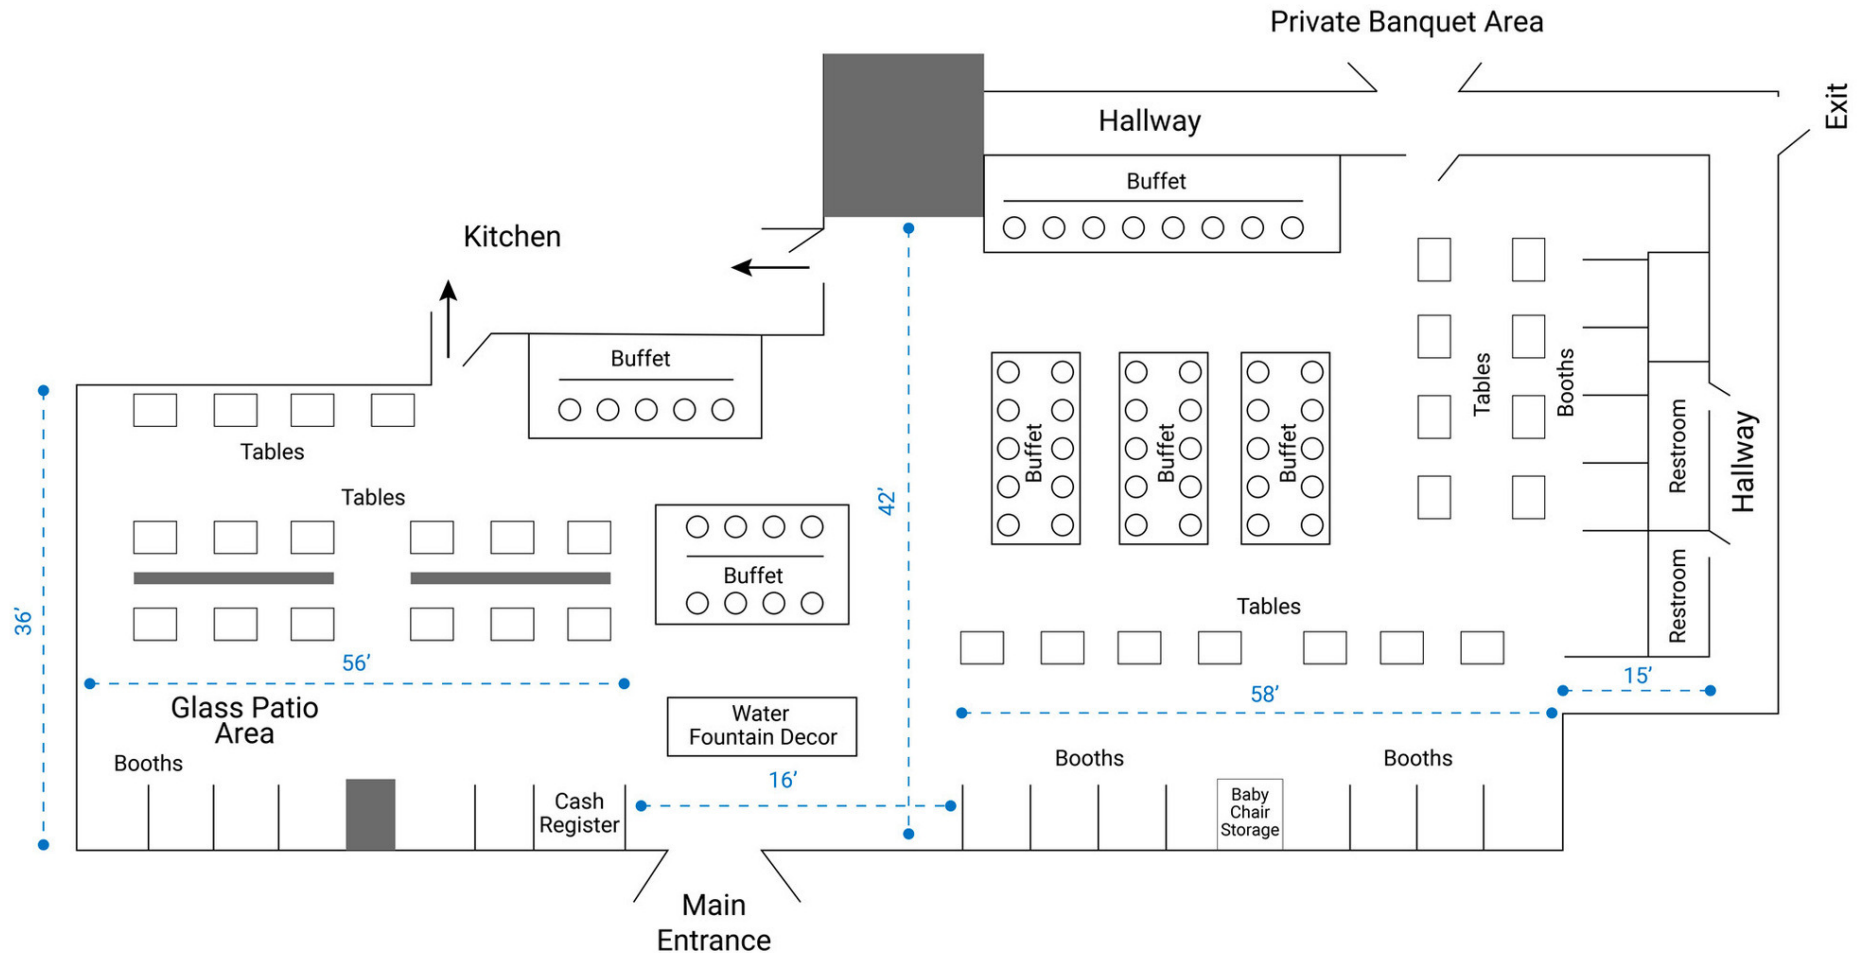 Private Banquet Area
Exit
Hallway
Buffet
Kitchen
Buffet
Tables
Tables
Buffet
42’
Buffet
Buffet
Buffet
Tables
Booths
Restroom
Hallway
Restroom
36’
56’
Tables
15’
58’
Glass Patio
Area
Water
Fountain Decor
Booths
16’
Booths
Booths
Cash
Register
Baby
Chair
Storage
Main
Entrance